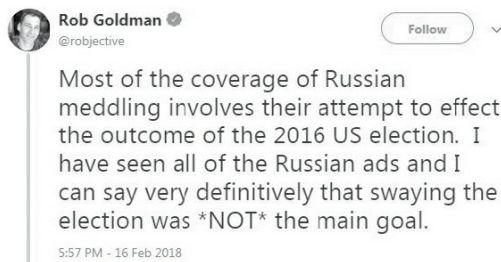 Rob Goldman
@robjective
Follow
Most of the coverage of Russian
meddling involves their attempt to effect
the outcome of the 2016 US election. I
have seen all of the Russian ads and I
can say very definitively that swaying the
election was *NOT* the main goal.
5:57 PM - 16 Feb 2018